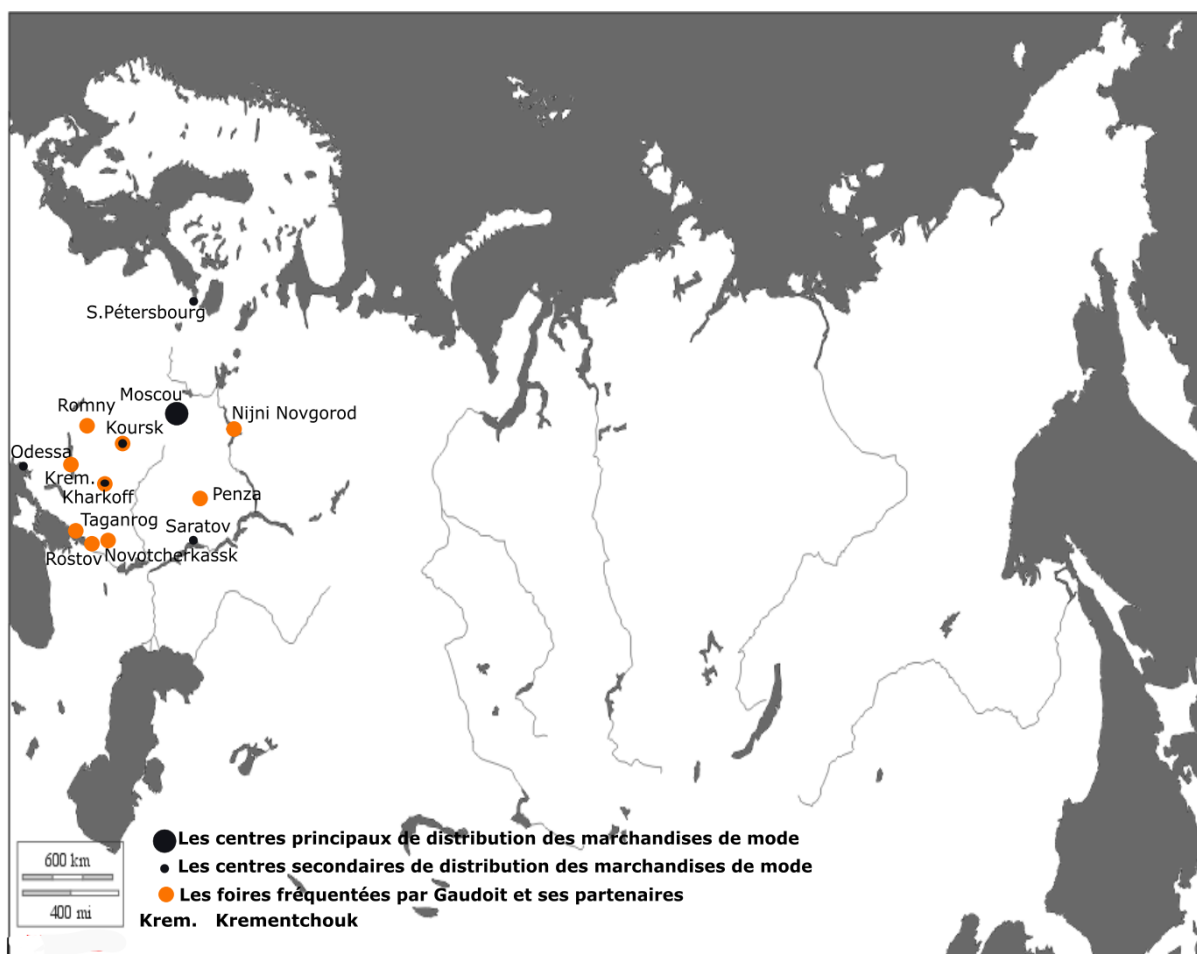 S.Pétersbourg
Moscou
Romny
Nijni Novgorod
Koursk
Odessa
Krem.
Kharkoff
Penza
Taganrog
Saratov
Rostov
Novotcherkassk
Les centres principaux de distribution des marchandises de mode
Les centres secondaires de distribution des marchandises de mode
600 km
Les foires fréquentées par Gaudoit et ses partenaires
400 mi
Krem. Krementchouk